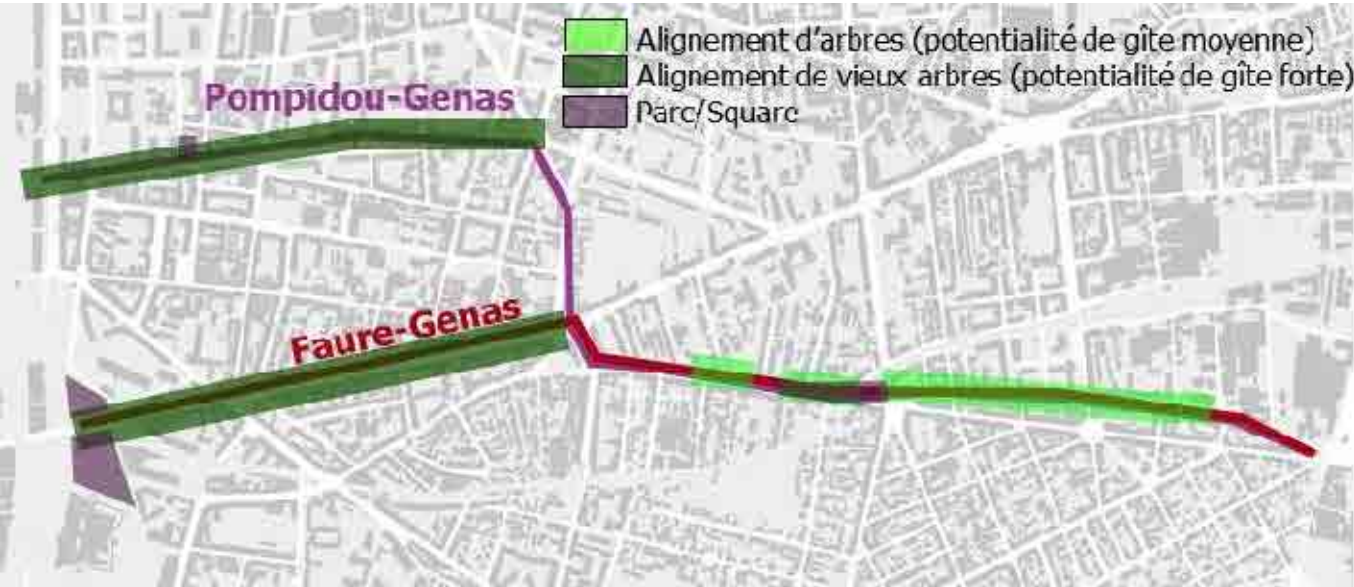 Alignement d'arbres (potentialité de gîte moyenne)
Alignement de vieux arbres (potentialité de gîte forte)
Parc/Square
Pompidou-Genas
Faure-Genas